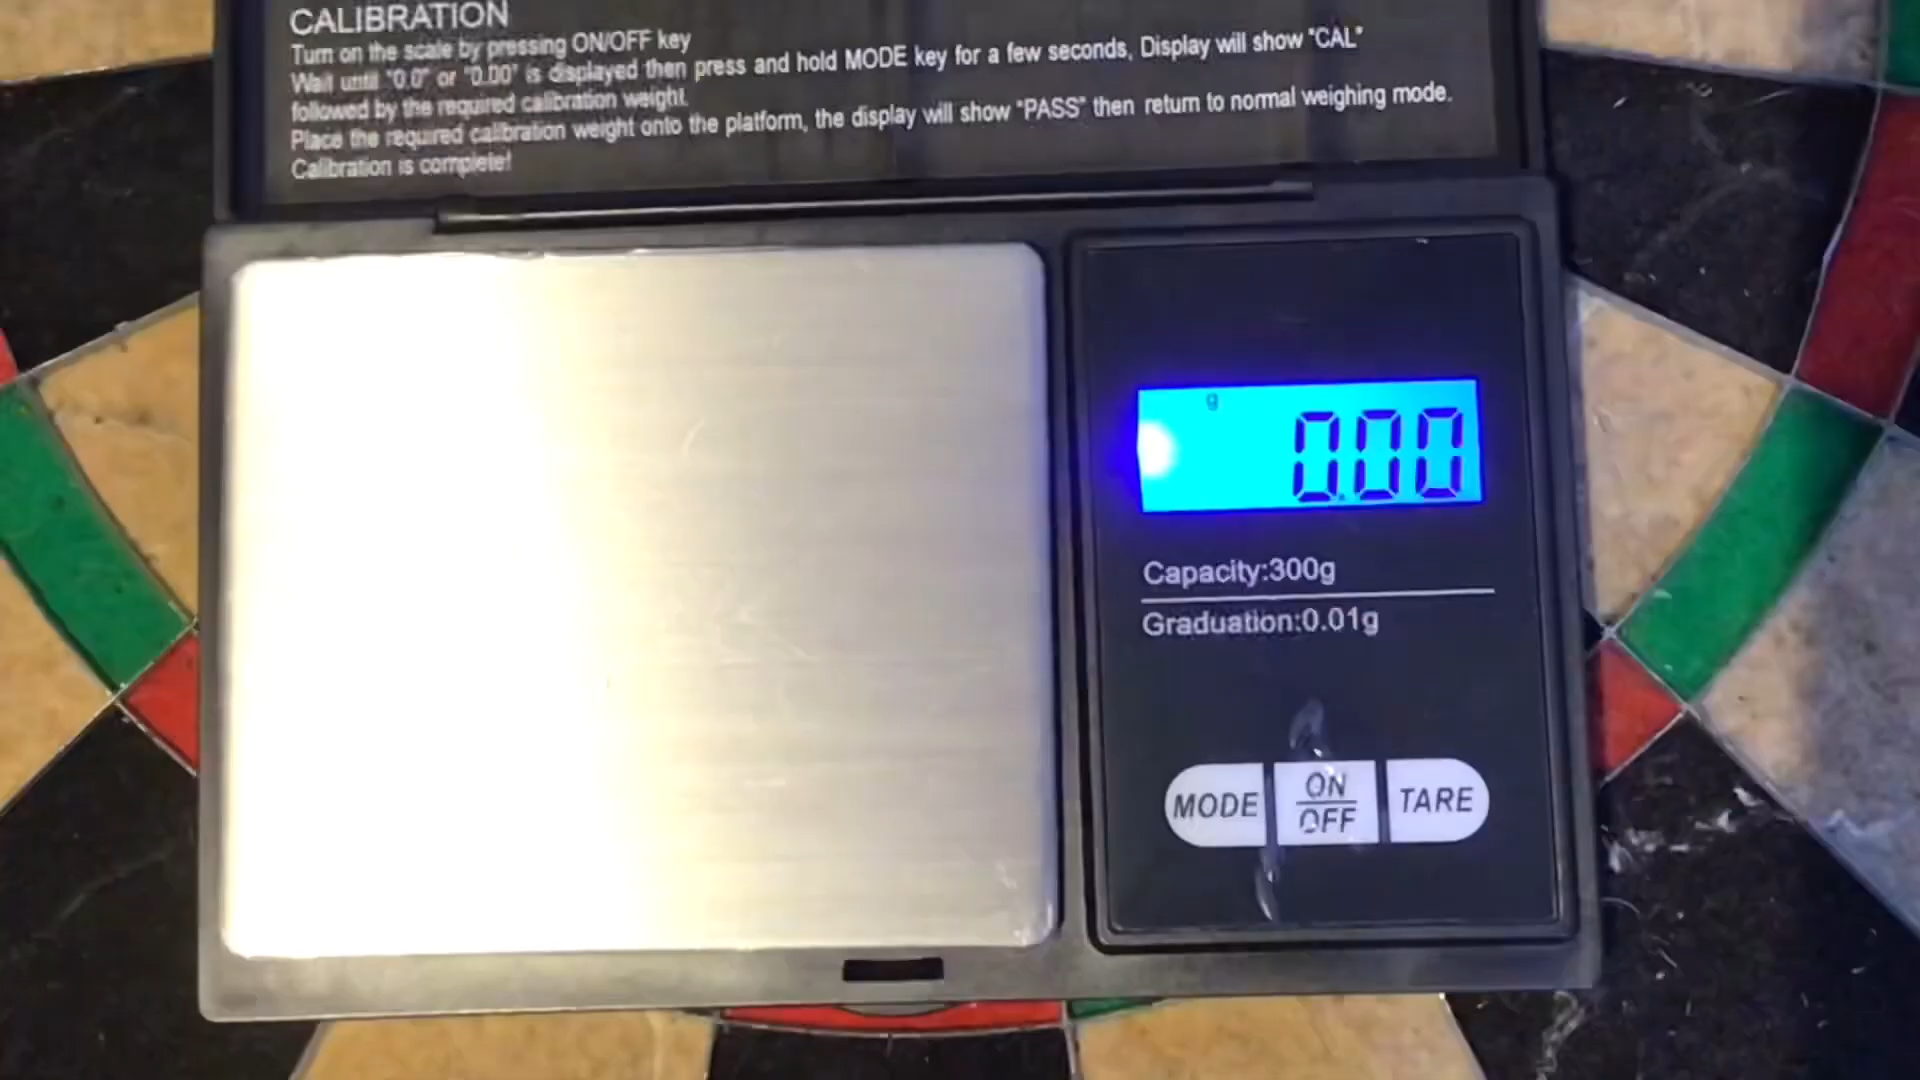 CALIBRATION
Turn on the scale by pressing ON/OFF key
Wait until "0.0" or "0.00" is displayed then press and hold MODE key for a few seconds, Display will show "CAL"
followed by the required calibration weight.
Place the required calibration weight onto the platform, the display will show "PASS" then return to normal weighing mode.
Calibration is complete!
g
0.00
Capacity:300g
Graduation:0.01g
MODE
ON
OFF
TARE